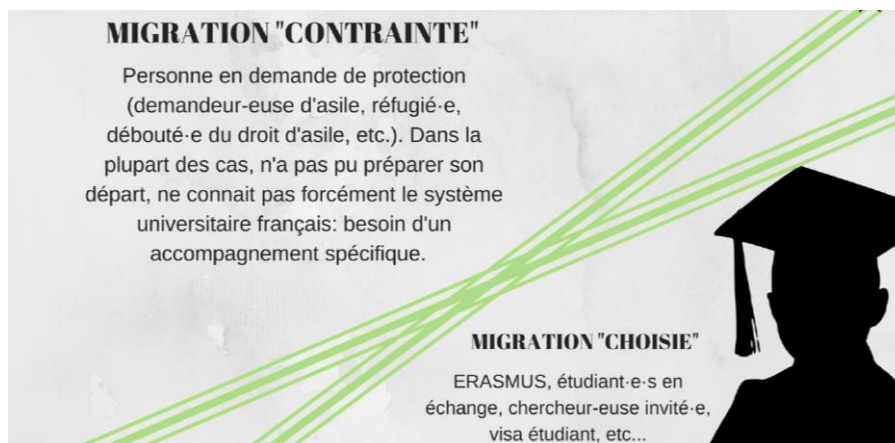 MIGRATION "CONTRAINTE"
Personne en demande de protection
(demandeur-euse d'asile, réfugié·e,
débouté·e du droit d'asile, etc.). Dans la
plupart des cas, n'a pas pu préparer son
départ, ne connait pas forcément le système
universitaire français: besoin d'un
accompagnement spécifique.
MIGRATION "CHOISIE"
ERASMUS, étudiant·e·s en
échange, chercheur-euse invité·e,
visa étudiant, etc...